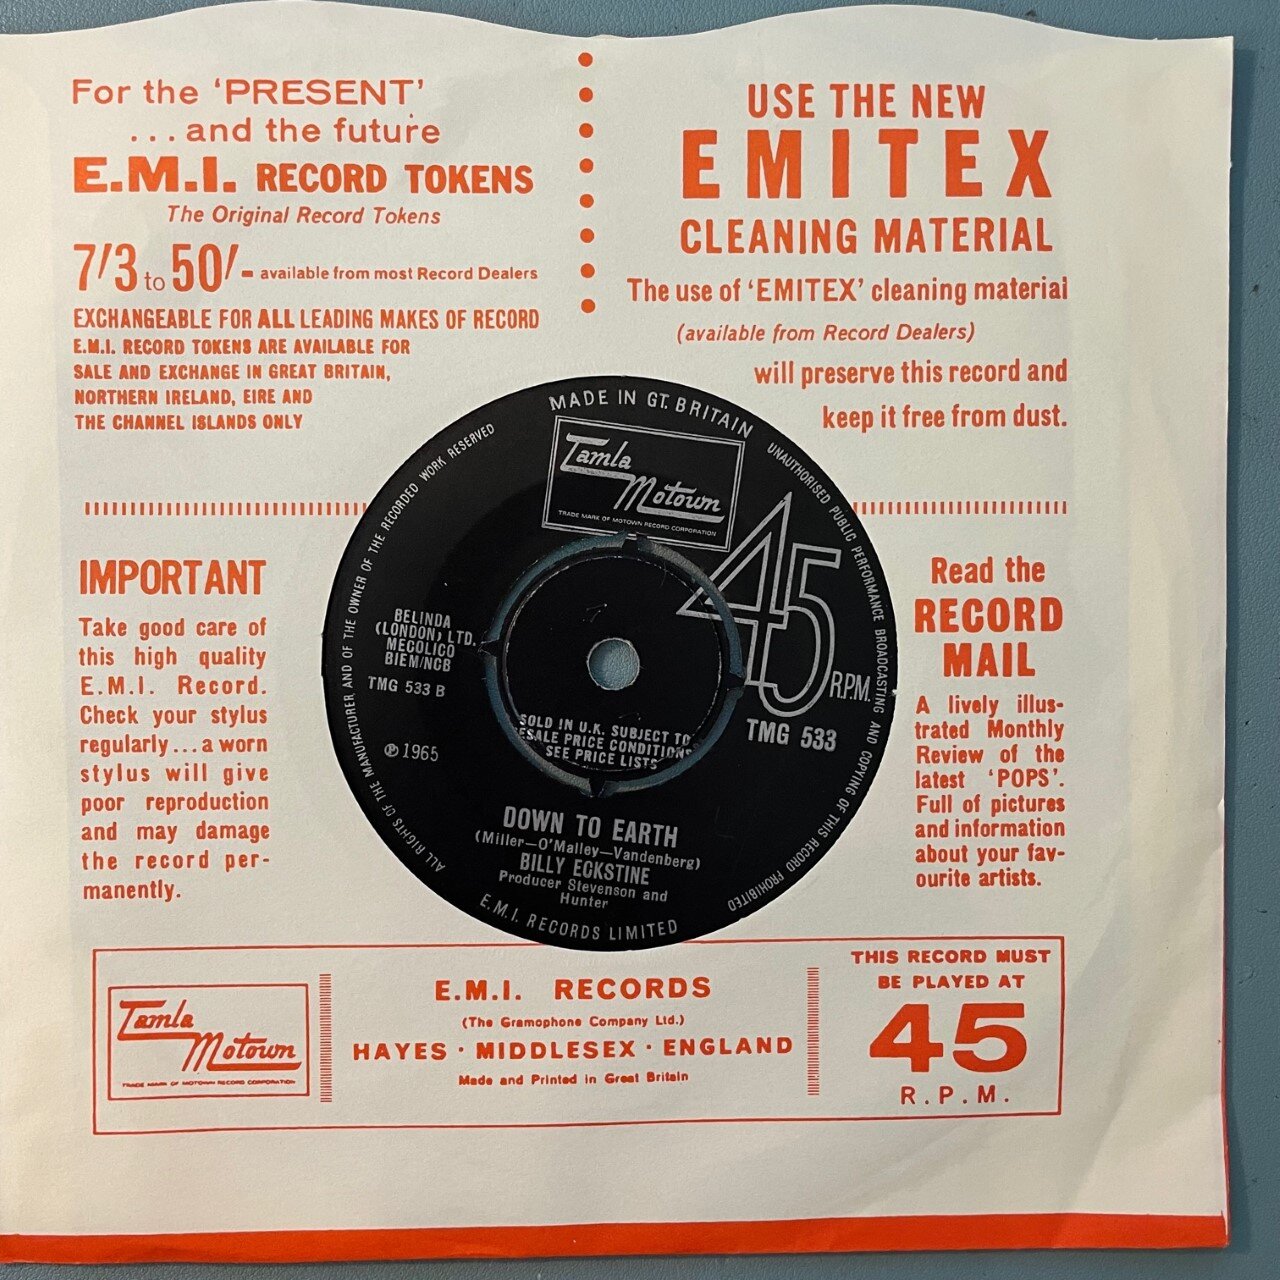 For the ‘PRESENT’
...and the future
E.M.I. RECORD TOKENS
The Original Record Tokens
7/3 to 50/- available from most Record Dealers
EXCHANGEABLE FOR ALL LEADING MAKES OF RECORD
E.M.I. RECORD TOKENS ARE AVAILABLE FOR
SALE AND EXCHANGE IN GREAT BRITAIN,
NORTHERN IRELAND, EIRE AND
THE CHANNEL ISLANDS ONLY
USE THE NEW
EMITEX
CLEANING MATERIAL
The use of ‘EMITEX’ cleaning material
(available from Record Dealers)
will preserve this record and
keep it free from dust.
IMPORTANT
Take good care of
this high quality
E.M.I. Record.
Check your stylus
regularly...a worn
stylus will give
poor reproduction
and may damage
the record per-
manently.
MADE IN GT. BRITAIN
ALL RIGHTS OF THE MANUFACTURER AND OF THE OWNER OF THE RECORDED WORK RESERVED
UNAUTHORISED PUBLIC PERFORMANCE BROADCASTING AND COPYING OF THIS RECORD PROHIBITED
Tamla
Motown
TRADE MARK OF MOTOWN RECORD CORPORATION
45
R.P.M.
BELINDA
(LONDON) LTD.
MECOLICO
BIEM/NCB
TMG 533 B
℗ 1965
TMG 533
SOLD IN U.K. SUBJECT TO
ESALE PRICE CONDITIONS
SEE PRICE LISTS
DOWN TO EARTH
(Miller—O'Malley—Vandenberg)
BILLY ECKSTINE
Producer Stevenson and
Hunter
E.M.I. RECORDS LIMITED
Read the
RECORD
MAIL
A lively illus-
trated Monthly
Review of the
latest ‘POPS’.
Full of pictures
and information
about your fav-
ourite artists.
Tamla
Motown
TRADE MARK OF MOTOWN RECORD CORPORATION
E.M.I. RECORDS
(The Gramophone Company Ltd.)
HAYES · MIDDLESEX · ENGLAND
Made and Printed in Great Britain
THIS RECORD MUST
BE PLAYED AT
45
R.P.M.